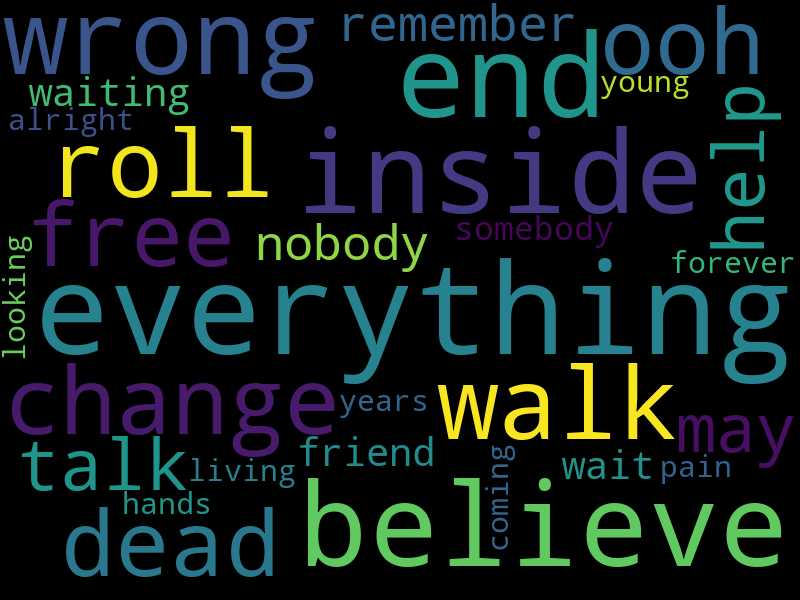 wrong
remember
end
ooh
waiting
young
alright
roll
inside
help
free
nobody
somebody
forever
looking
everything
change
years
walk
may
talk
living
friend
coming
wait
pain
hands
dead
believe